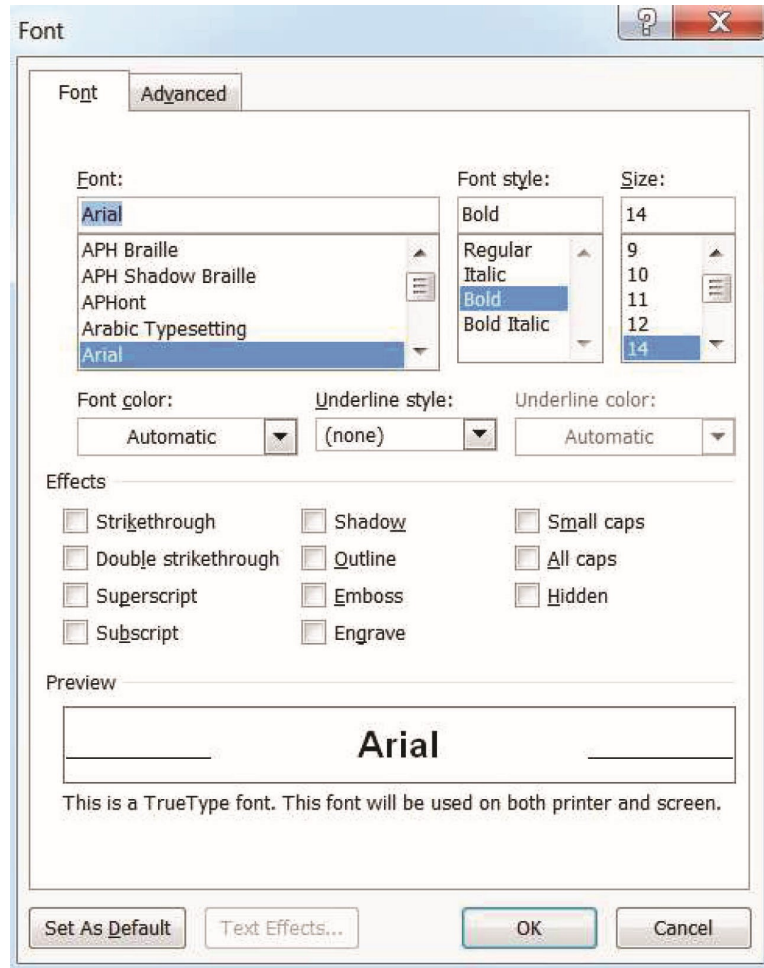 Font
?
X
Font
Advanced
Font:
Font style:
Size:
Arial
Bold
14
APH Braille
APH Shadow Braille
APHont
Arabic Typesetting
Arial
Regular
Italic
Bold
Bold Italic
9
10
11
12
14
Font color:
Underline style:
Underline color:
Automatic
(none)
Automatic
Effects
Strikethrough
Shadow
Small caps
Double strikethrough
Outline
All caps
Superscript
Emboss
Hidden
Subscript
Engrave
Preview
Arial
This is a TrueType font. This font will be used on both printer and screen.
Set As Default
Text Effects...
OK
Cancel